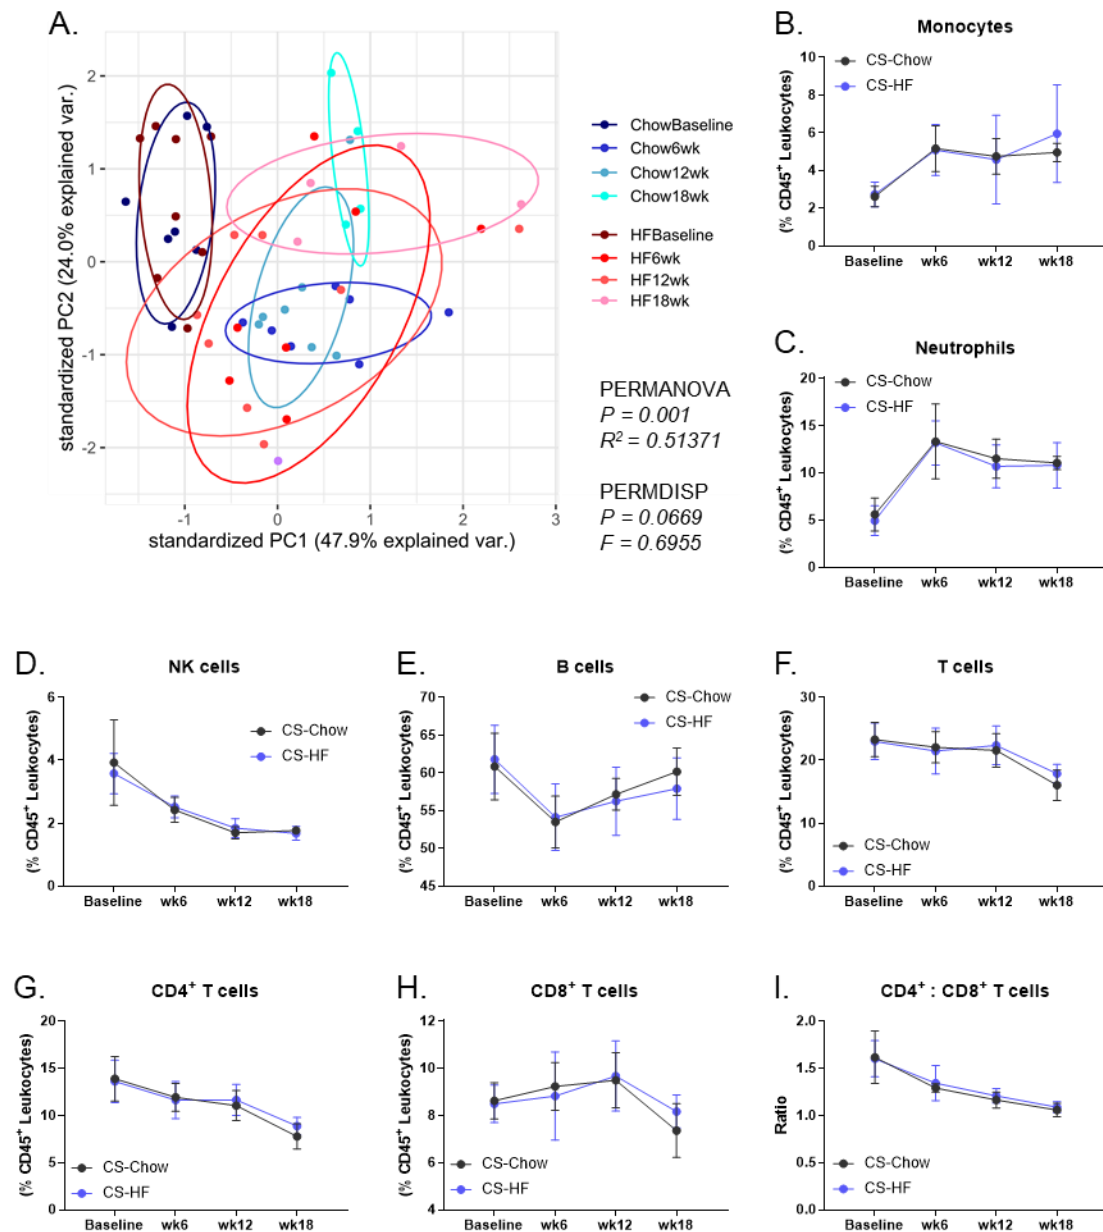 A.
standardized PC2 (24.0% explained var.)
2
1
0
-1
-2
-1
0
1
2
3
standardized PC1 (47.9% explained var.)
ChowBaseline
Chow6wk
Chow12wk
Chow18wk
HFBaseline
HF6wk
HF12wk
HF18wk
PERMANOVA
P = 0.001
R² = 0.51371
PERMDISP
P = 0.0669
F = 0.6955
B.
Monocytes
(% CD45⁺ Leukocytes)
10
8
6
4
2
0
CS-Chow
CS-HF
Baseline wk6 wk12 wk18
C.
Neutrophils
(% CD45⁺ Leukocytes)
20
15
10
5
0
CS-Chow
CS-HF
Baseline wk6 wk12 wk18
D.
NK cells
(% CD45⁺ Leukocytes)
6
4
2
0
CS-Chow
CS-HF
Baseline wk6 wk12 wk18
E.
B cells
(% CD45⁺ Leukocytes)
70
65
60
55
50
45
CS-Chow
CS-HF
Baseline wk6 wk12 wk18
F.
T cells
(% CD45⁺ Leukocytes)
30
20
10
0
CS-Chow
CS-HF
Baseline wk6 wk12 wk18
G.
CD4⁺ T cells
(% CD45⁺ Leukocytes)
20
15
10
5
0
CS-Chow
CS-HF
Baseline wk6 wk12 wk18
H.
CD8⁺ T cells
(% CD45⁺ Leukocytes)
12
10
8
6
4
CS-Chow
CS-HF
Baseline wk6 wk12 wk18
I.
CD4⁺ : CD8⁺ T cells
Ratio
2.0
1.5
1.0
0.5
0.0
CS-Chow
CS-HF
Baseline wk6 wk12 wk18